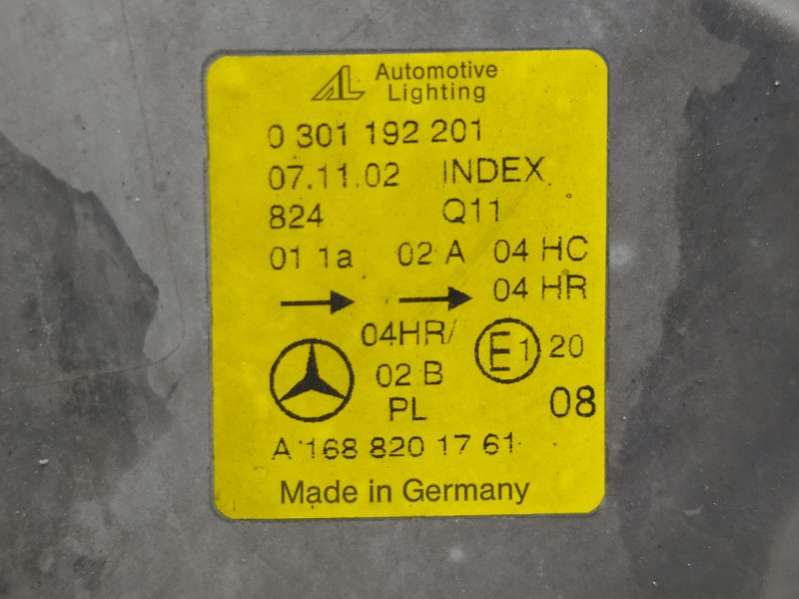 AL Automotive
Lighting
0 301 192 201
07.11.02 INDEX
824 Q11
01 1a 02 A 04 HC
04 HR
04HR/
02 B
E1 20
PL
08
A 168 820 17 61
Made in Germany